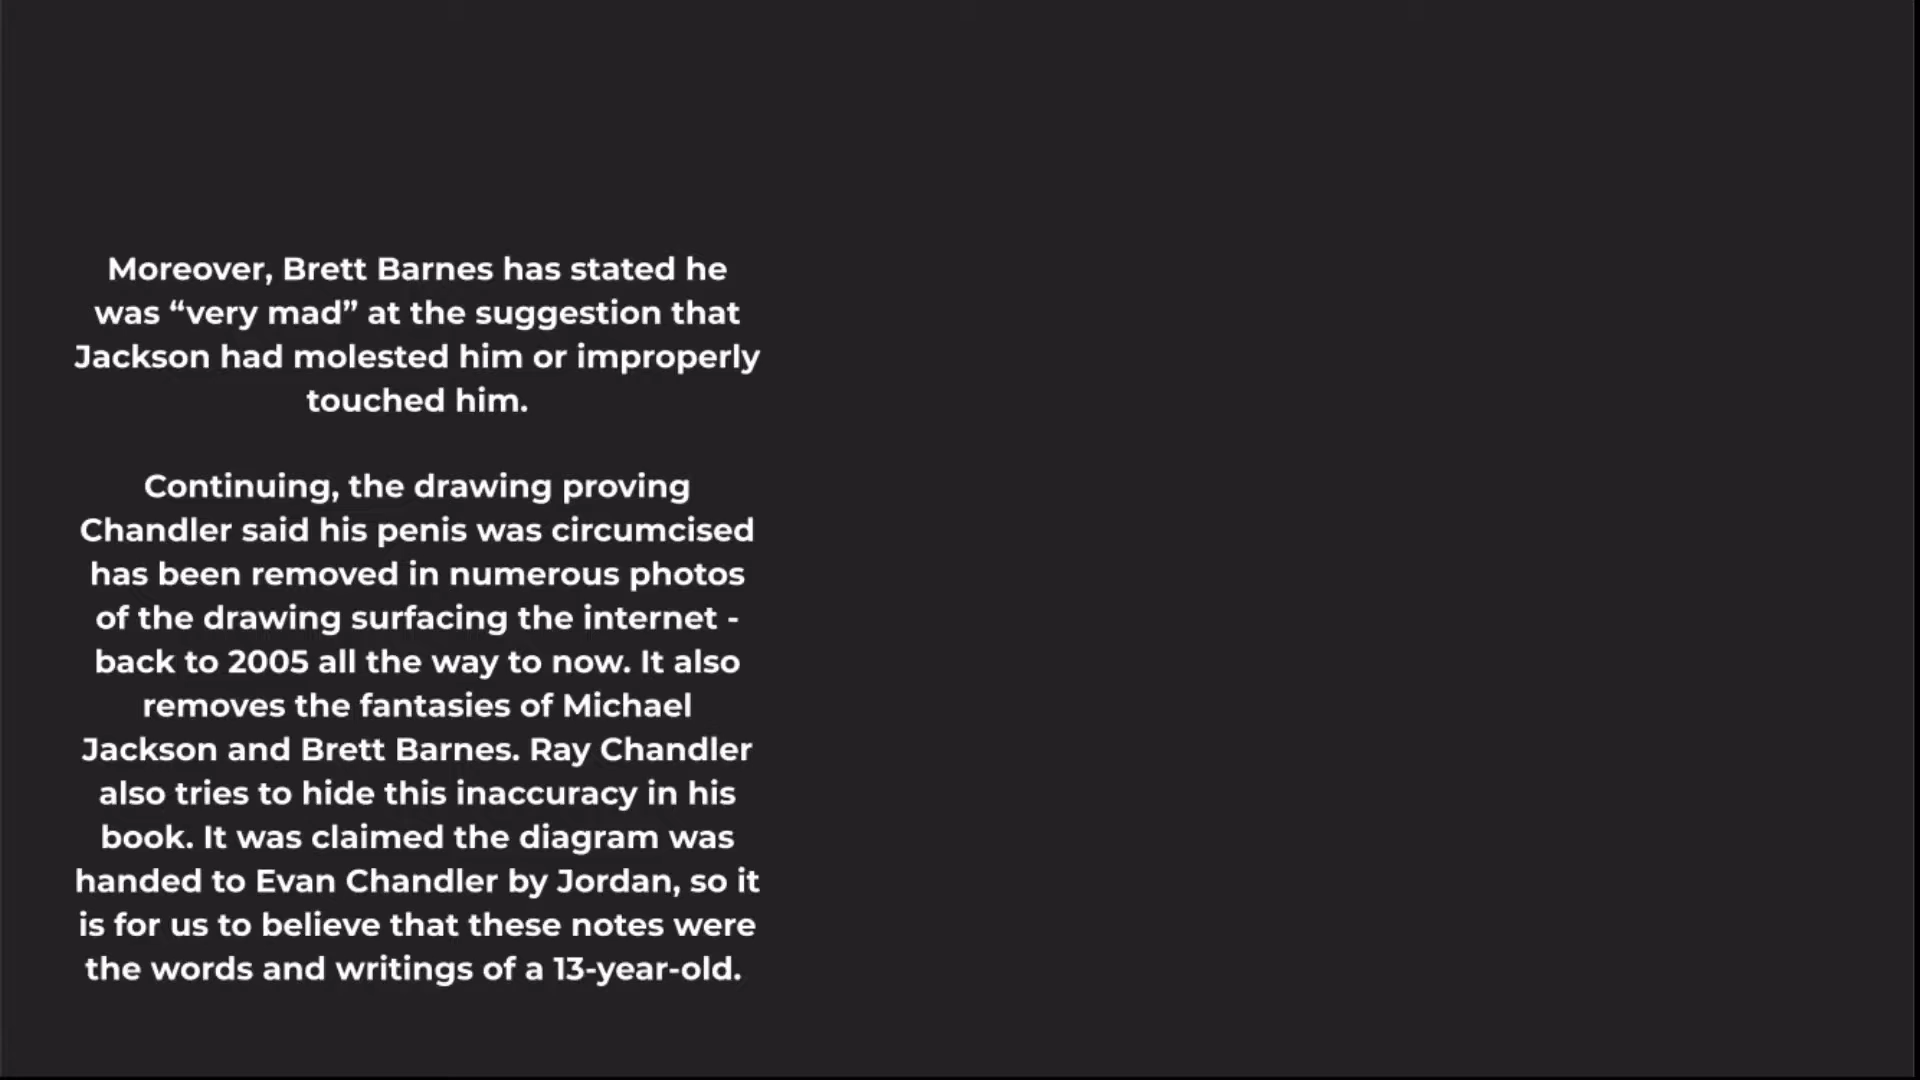 Moreover, Brett Barnes has stated he
was “very mad” at the suggestion that
Jackson had molested him or improperly
touched him.
Continuing, the drawing proving
Chandler said his penis was circumcised
has been removed in numerous photos
of the drawing surfacing the internet -
back to 2005 all the way to now. It also
removes the fantasies of Michael
Jackson and Brett Barnes. Ray Chandler
also tries to hide this inaccuracy in his
book. It was claimed the diagram was
handed to Evan Chandler by Jordan, so it
is for us to believe that these notes were
the words and writings of a 13-year-old.